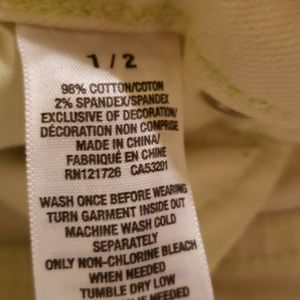 1 / 2
98% COTTON/COTON
2% SPANDEX/SPANDEX
EXCLUSIVE OF DECORATION/
DÉCORATION NON COMPRISE
MADE IN CHINA/
FABRIQUÉ EN CHINE
RN121726 CA53201
WASH ONCE BEFORE WEARING
TURN GARMENT INSIDE OUT
MACHINE WASH COLD
SEPARATELY
ONLY NON-CHLORINE BLEACH
WHEN NEEDED
TUMBLE DRY LOW
IF NEEDED